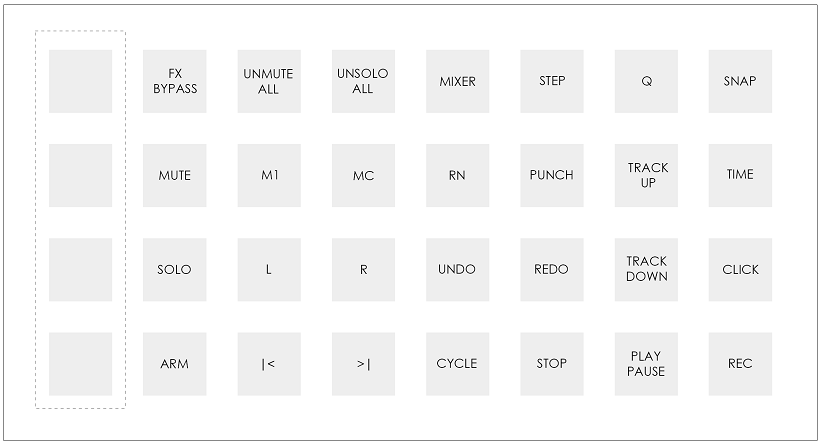 FX
BYPASS
UNMUTE
ALL
UNSOLO
ALL
MIXER
STEP
Q
SNAP
MUTE
M1
MC
RN
PUNCH
TRACK
UP
TIME
SOLO
L
R
UNDO
REDO
TRACK
DOWN
CLICK
ARM
|<
>|
CYCLE
STOP
PLAY
PAUSE
REC